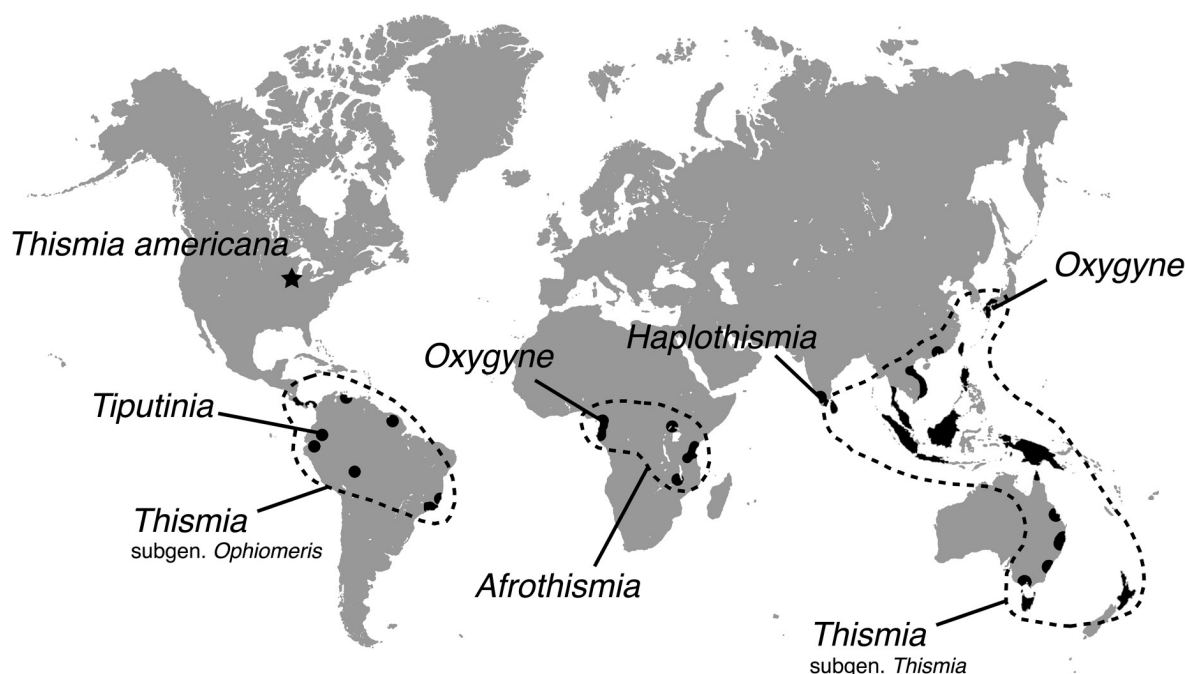 Thismia americana
Oxygyne
Haplothismia
Oxygyne
Tiputinia
Thismia
subgen. Ophiomeris
Afrothismia
Thismia
subgen. Thismia